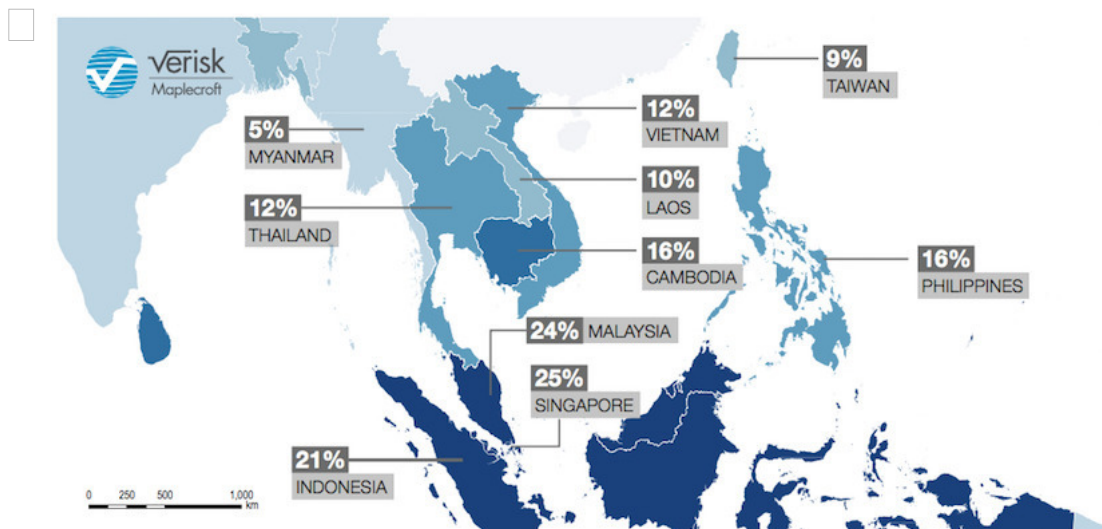 verisk
Maplecroft
9%
TAIWAN
12%
VIETNAM
5%
MYANMAR
10%
LAOS
12%
THAILAND
16%
CAMBODIA
16%
PHILIPPINES
24% MALAYSIA
25%
SINGAPORE
21%
INDONESIA
0 250 500 1,000
km